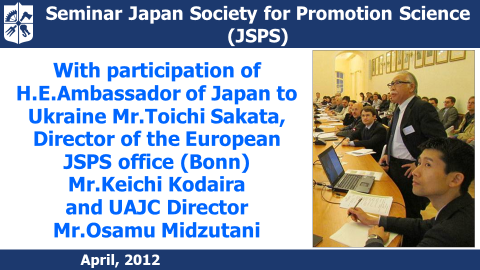 Seminar Japan Society for Promotion Science
(JSPS)
With participation of
H.E.Ambassador of Japan to
Ukraine Mr.Toichi Sakata,
Director of the European
JSPS office (Bonn)
Mr.Keichi Kodaira
and UAJC Director
Mr.Osamu Midzutani
April, 2012